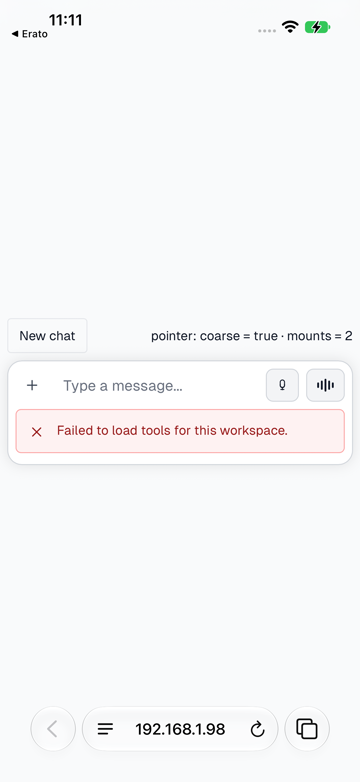 11:11
◀ Erato
New chat
pointer: coarse = true · mounts = 2
Type a message...
Failed to load tools for this workspace.
192.168.1.98